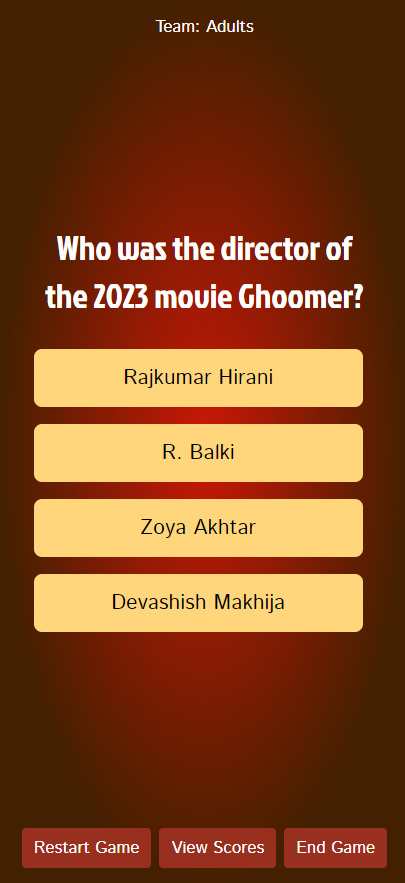 Team: Adults
Who was the director of
the 2023 movie Ghoomer?
Rajkumar Hirani
R. Balki
Zoya Akhtar
Devashish Makhija
Restart Game
View Scores
End Game